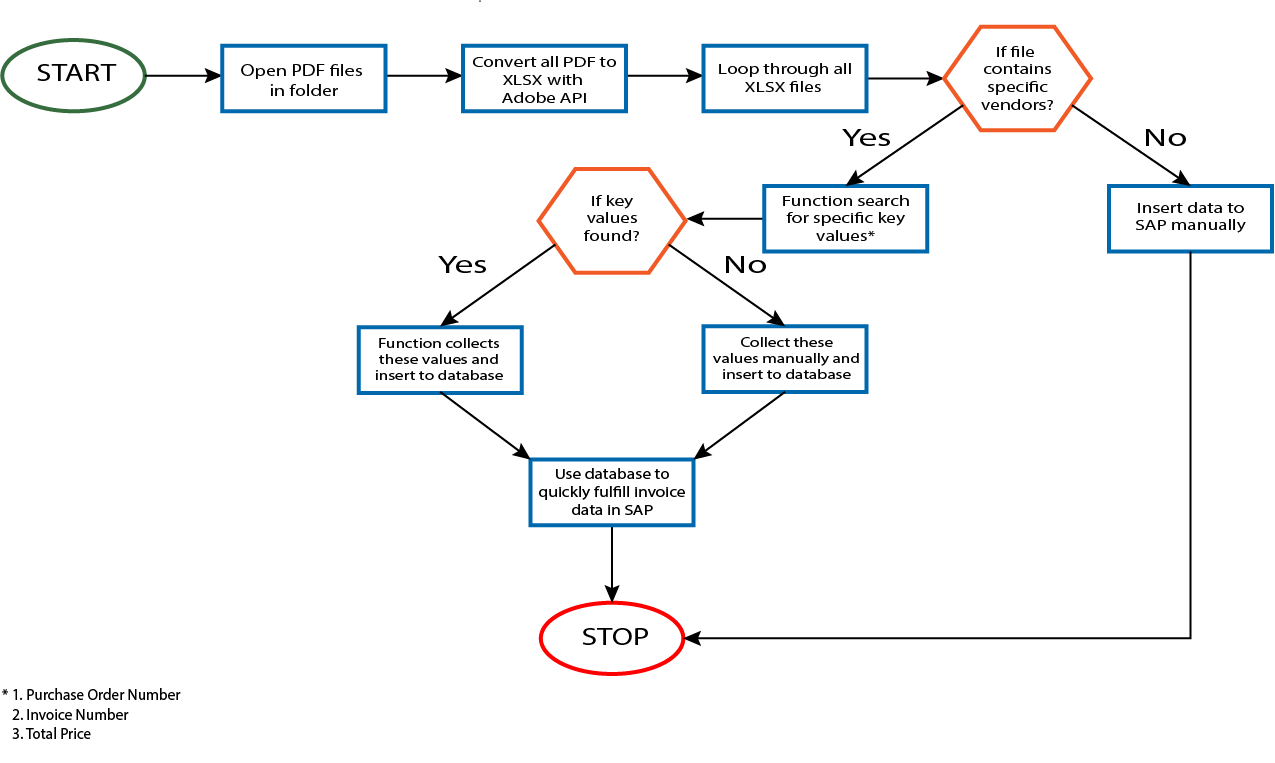 START
Open PDF files
in folder
Convert all PDF to
XLSX with
Adobe API
Loop through all
XLSX files
If file
contains
specific
vendors?
Yes
No
If key
values
found?
Function search
for specific key
values*
Insert data to
SAP manually
Yes
No
Function collects
these values and
insert to database
Collect these
values manually and
insert to database
Use database to
quickly fulfill invoice
data in SAP
STOP
* 1. Purchase Order Number
2. Invoice Number
3. Total Price